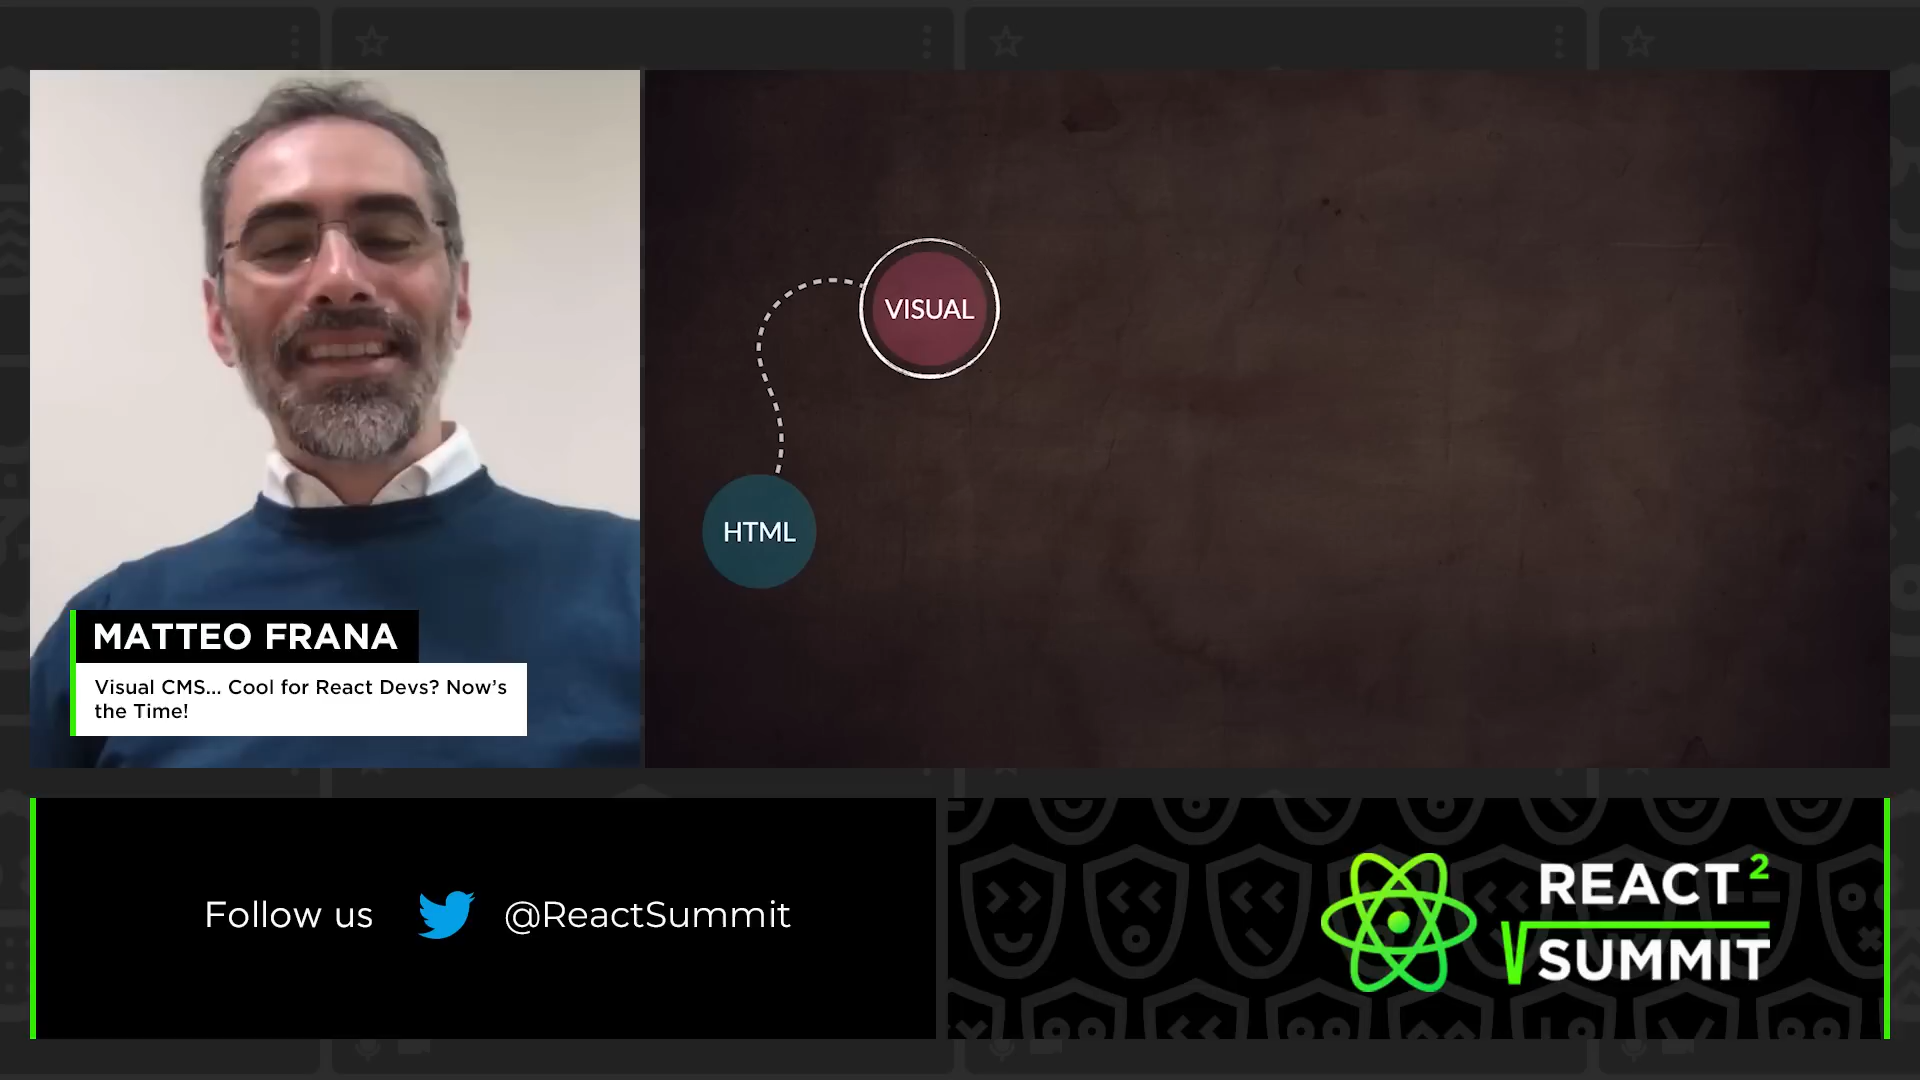 VISUAL
HTML
MATTEO FRANA
Visual CMS... Cool for React Devs? Now's
the Time!
Follow us
@ReactSummit
REACT 2
SUMMIT